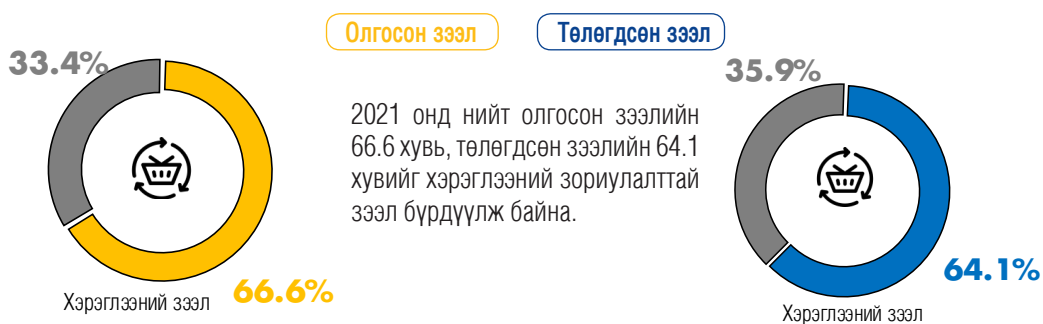 Олгосон зээл
Төлөгдсөн зээл
33.4%
35.9%
2021 онд нийт олгосон зээлийн
66.6 хувь, төлөгдсөн зээлийн 64.1
хувийг хэрэглээний зориулалттай
зээл бүрдүүлж байна.
66.6%
64.1%
Хэрэглээний зээл
Хэрэглээний зээл